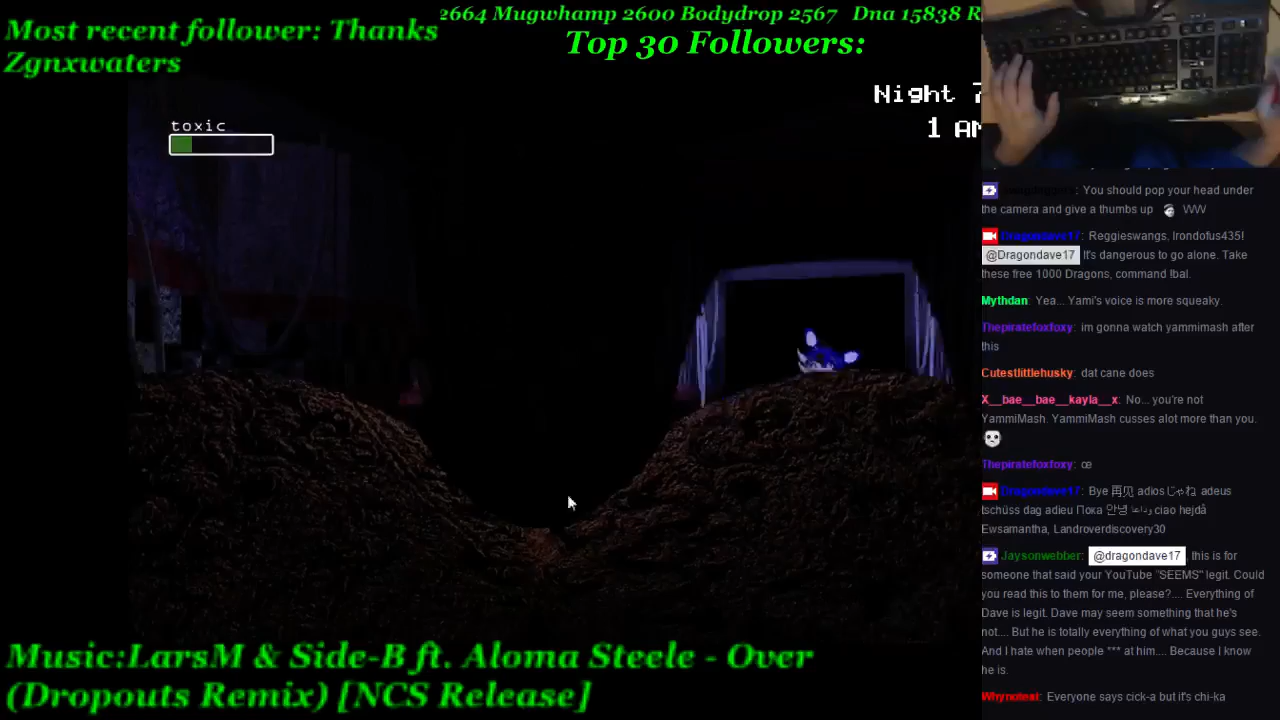 Most recent follower: Thanks
Zgnxwaters
2664 Mugwhamp 2600 Bodydrop 2567 Dna 15838 R
Top 30 Followers:
Night 7
1 AM
toxic
: You should pop your head under
the camera and give a thumbs up
Dragondave17: Reggieswangs, Irondofus435!
@Dragondave17 It's dangerous to go alone. Take
these free 1000 Dragons, command !bal.
Mythdan: Yea... Yami's voice is more squeaky.
Thepiratefoxfoxy: im gonna watch yammimash after
this
Cutestlittlehusky: dat cane does
X__bae__bae__kayla__x: No... you're not
YammiMash. YammiMash cusses alot more than you.
Thepiratefoxfoxy: œ
Dragondave17: Bye 再见 adios じゃね adeus
tschüss dag adieu Пока 안녕 وداعا ciao hejdå
Ewsamantha, Landroverdiscovery30
Jaysonwebber: @dragondave17, this is for
someone that said your YouTube "SEEMS" legit. Could
you read this to them for me, please?.... Everything of
Dave is legit. Dave may seem something that he's
not.... But he is totally everything of what you guys see.
And I hate when people *** at him.... Because I know
he is.
Whynoteat: Everyone says cick-a but it's chi-ka
Music:LarsM & Side-B ft. Aloma Steele - Over
(Dropouts Remix) [NCS Release]